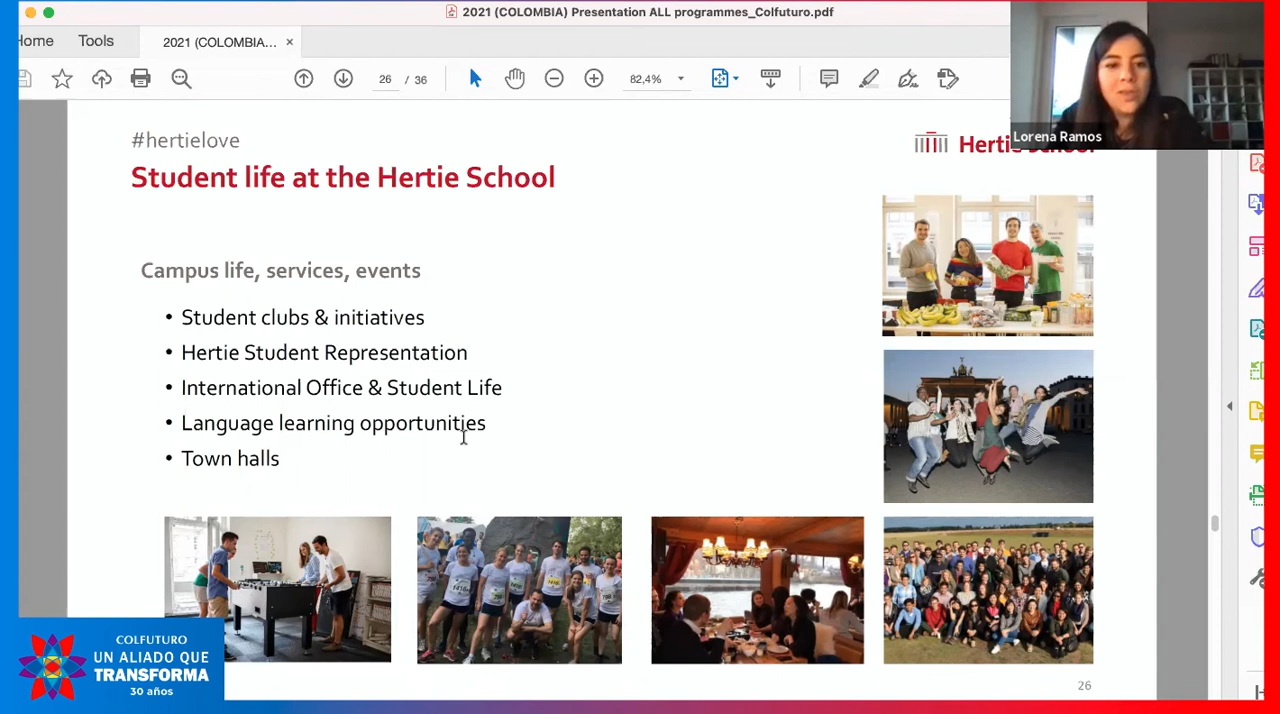 2021 (COLOMBIA) Presentation ALL programmes_Colfuturo.pdf
Home
Tools
2021 (COLOMBIA...
26 / 36
82,4%
Lorena Ramos
#hertielove
Student life at the Hertie School
Campus life, services, events
• Student clubs & initiatives
• Hertie Student Representation
• International Office & Student Life
• Language learning opportunities
• Town halls
COLFUTURO
UN ALIADO QUE
TRANSFORMA
30 años
26